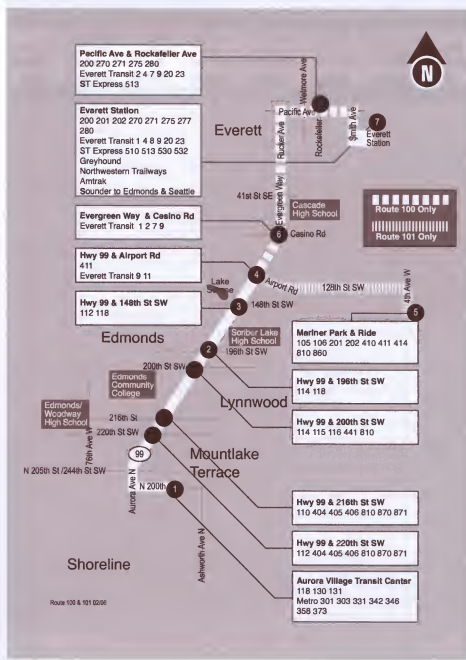 Pacific Ave & Rockafeller Ave
200 270 271 275 280
Everett Transit 2 4 7 9 20 23
ST Express 513
Everett Station
200 201 202 270 271 275 277
280
Everett Transit 1 4 8 9 20 23
ST Express 510 513 530 532
Greyhound
Northwestern Trailways
Amtrak
Sounder to Edmonds & Seattle
Evergreen Way & Casino Rd
Everett Transit 1 2 7 9
Hwy 99 & Airport Rd
411
Everett Transit 9 11
Hwy 99 & 148th St SW
112 118
N
Wetmore Ave
Pacific Ave
Rucker Ave
Rockafeller
Smith Ave
7
Everett
Station
Everett
41st St SE
Evergreen Way
Cascade
High School
6
Casino Rd
Route 100 Only
Route 101 Only
4
Airport Rd
128th St SW
4th Ave W
5
Lake
3
148th St SW
Mariner Park & Ride
105 106 201 202 410 411 414
810 860
Edmonds
Scriber Lake
High School
2
196th St SW
200th St SW
Hwy 99 & 196th St SW
114 118
Edmonds
Community
College
Lynnwood
Hwy 99 & 200th St SW
114 115 116 441 810
Edmonds/
Woodway
High School
76th Ave W
216th St
220th St SW
Mountlake
Terrace
99
N 205th St /244th St SW
Aurora Ave N
N 200th
1
Ashworth Ave N
Hwy 99 & 216th St SW
110 404 405 406 810 870 871
Hwy 99 & 220th St SW
112 404 405 406 810 870 871
Shoreline
Aurora Village Transit Center
118 130 131
Metro 301 303 331 342 346
358 373
Route 100 & 101 02/06